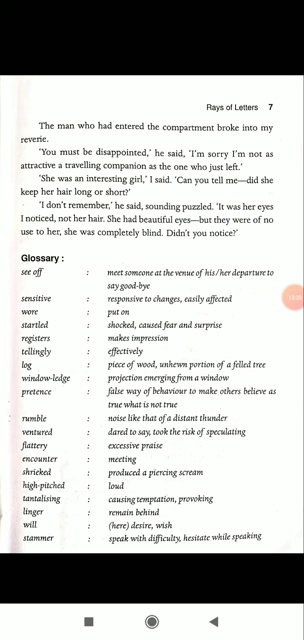 Rays of Letters 7
The man who had entered the compartment broke into my
reverie.
'You must be disappointed,' he said, 'I'm sorry I'm not as
attractive a travelling companion as the one who just left.'
'She was an interesting girl,' I said. 'Can you tell me—did she
keep her hair long or short?'
'I don't remember,' he said, sounding puzzled. 'It was her eyes
I noticed, not her hair. She had beautiful eyes—but they were of no
use to her, she was completely blind. Didn't you notice?'
Glossary :
see off : meet someone at the venue of his/her departure to
say good-bye
sensitive : responsive to changes, easily affected
wore : put on
startled : shocked, caused fear and surprise
registers : makes impression
tellingly : effectively
log : piece of wood, unhewn portion of a felled tree
window-ledge : projection emerging from a window
pretence : false way of behaviour to make others believe as
true what is not true
rumble : noise like that of a distant thunder
ventured : dared to say, took the risk of speculating
flattery : excessive praise
encounter : meeting
shrieked : produced a piercing scream
high-pitched : loud
tantalising : causing temptation, provoking
linger : remain behind
will : (here) desire, wish
stammer : speak with difficulty, hesitate while speaking